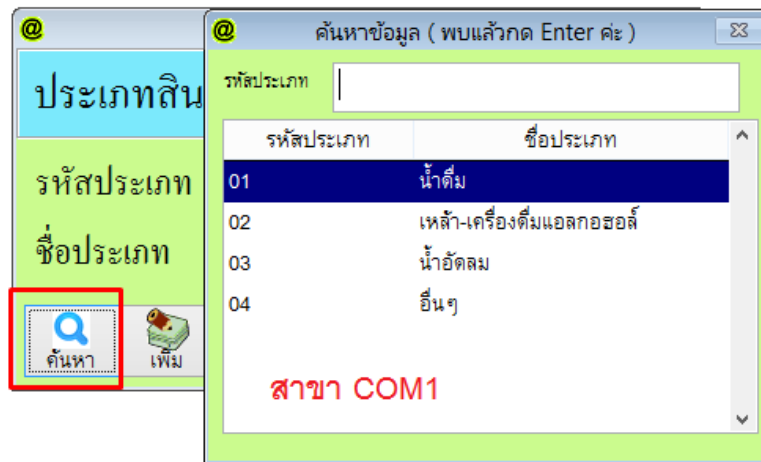 @
ประเภทสิน
รหัสประเภท
ชื่อประเภท
ค้นหา
เพิ่ม
@
ค้นหาข้อมูล ( พบแล้วกด Enter ค่ะ )
รหัสประเภท
รหัสประเภท ชื่อประเภท
01 น้ำดื่ม
02 เหล้า-เครื่องดื่มแอลกอฮอล์
03 น้ำอัดลม
04 อื่นๆ
สาขา COM1